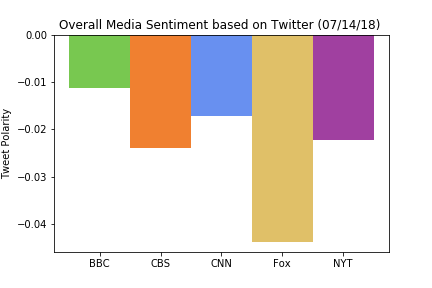 Overall Media Sentiment based on Twitter (07/14/18)
0.00
−0.01
−0.02
−0.03
−0.04
Tweet Polarity
BBC CBS CNN Fox NYT